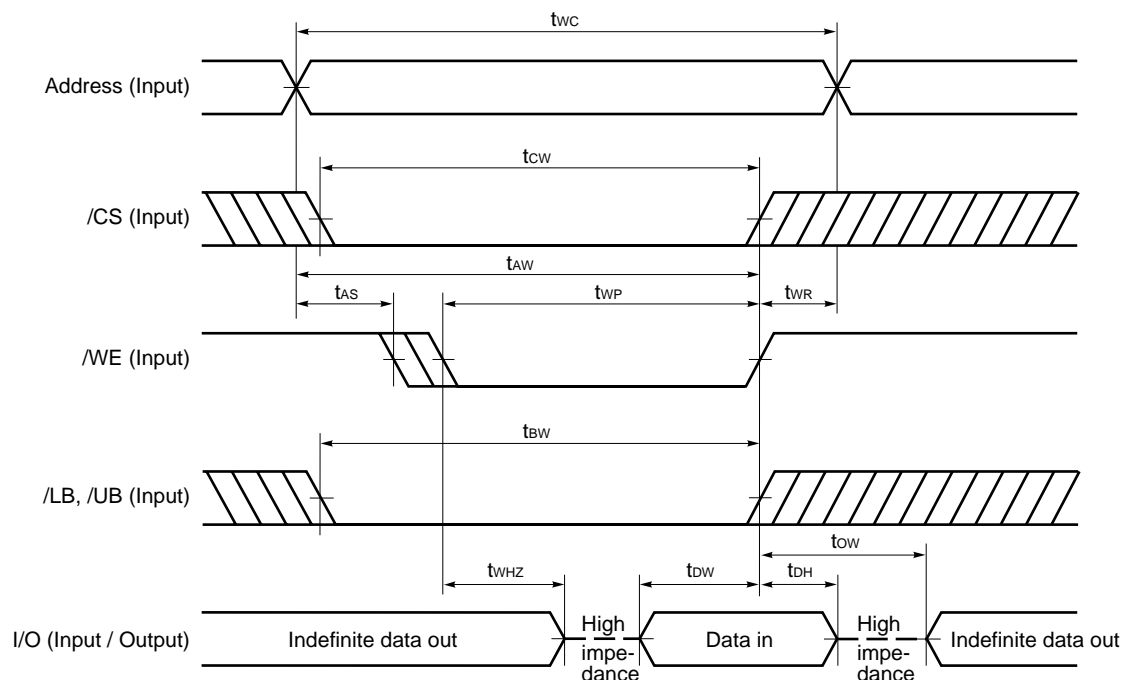 tWC
Address (Input)
tCW
/CS (Input)
tAW
tAS
tWP
tWR
/WE (Input)
tBW
/LB, /UB (Input)
tOW
tWHZ
tDW
tDH
I/O (Input / Output)
Indefinite data out
High
impe-
dance
Data in
High
impe-
dance
Indefinite data out